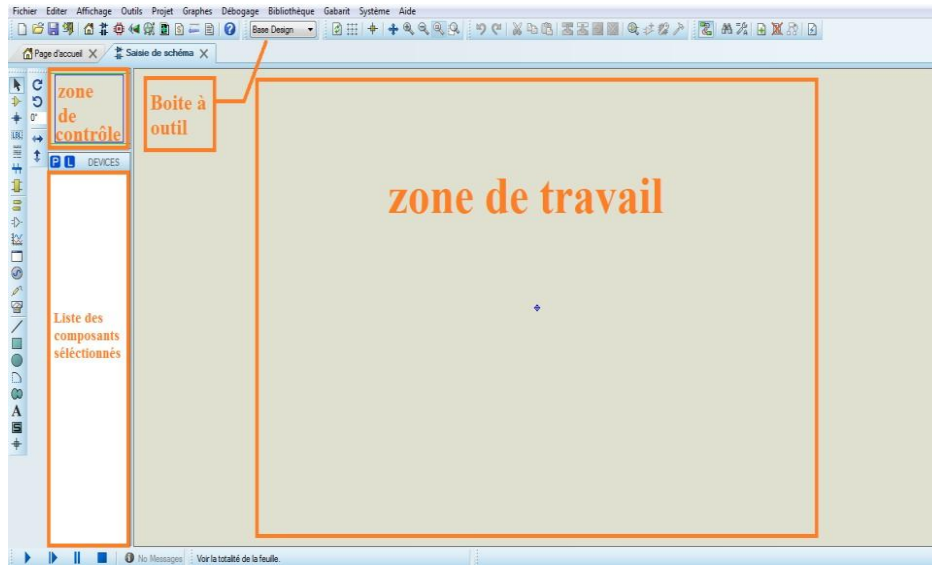 Fichier Editer Affichage Outils Projet Graphes Débogage Bibliothèque Gabarit Système Aide
Base Design
Page d'accueil X Saisie de schéma X
zone
de
contrôle
Boite à
outil
0°
LBL
P L DEVICES
zone de travail
Liste des
composants
séléctionnés
A
S
No Messages Voir la totalité de la feuille.